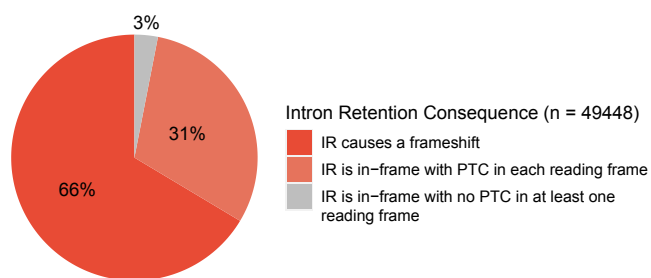 3%
31%
66%
Intron Retention Consequence (n = 49448)
IR causes a frameshift
IR is in−frame with PTC in each reading frame
IR is in−frame with no PTC in at least one
reading frame